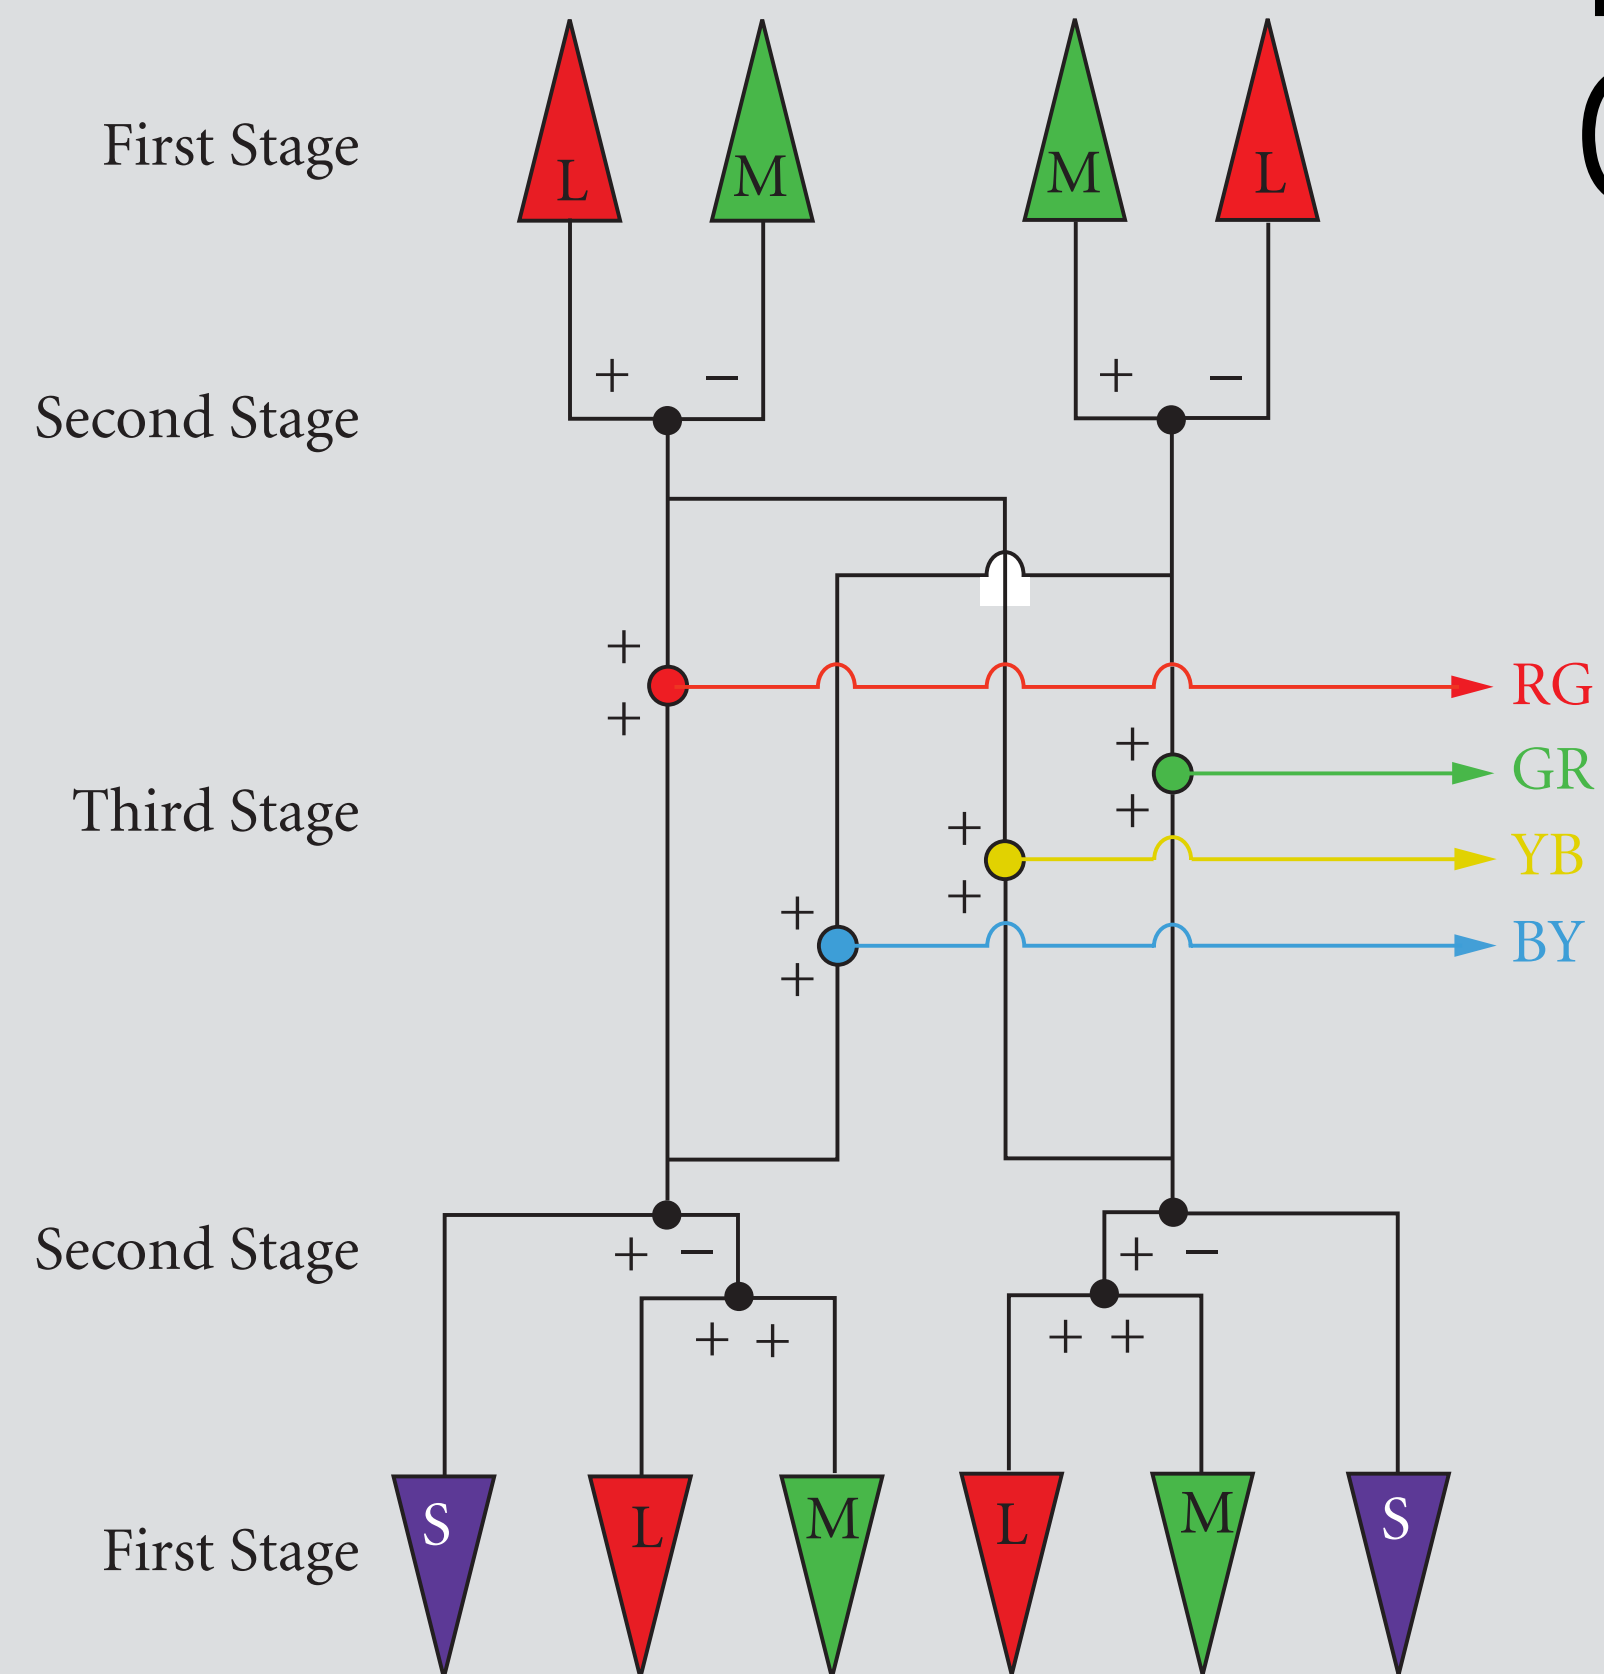 First Stage
L M M L
+ − + −
Second Stage
+
RG
+
+
GR
Third Stage
+
+
YB
+
+
BY
+
Second Stage
+ − + −
+ + + +
S L M L M S
First Stage